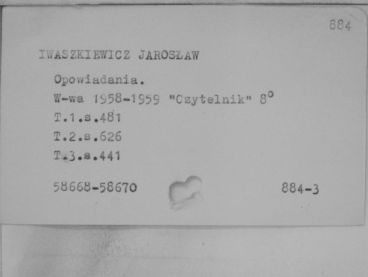 884
IWASZKIEWICZ JAROSŁAW
Opowiadania.
W-wa 1958-1959 "Czytelnik" 8°
T.1.s.481
T.2.s.626
T.3.s.441
58668-58670 884-3